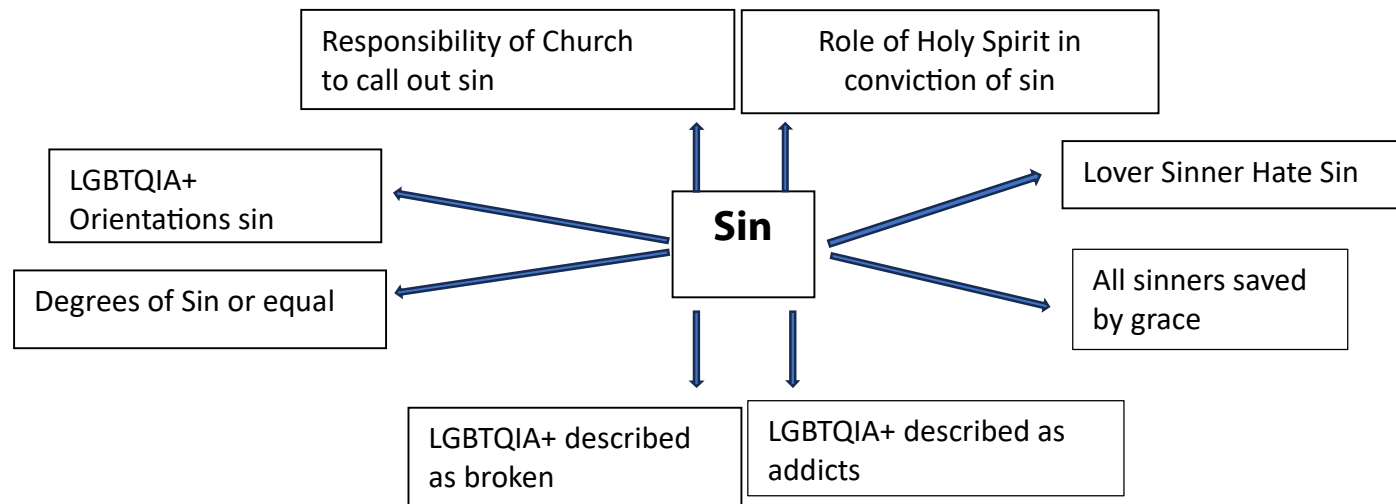 Responsibility of Church
to call out sin
Role of Holy Spirit in
conviction of sin
LGBTQIA+
Orientations sin
Sin
Lover Sinner Hate Sin
Degrees of Sin or equal
All sinners saved
by grace
LGBTQIA+ described
as broken
LGBTQIA+ described as
addicts